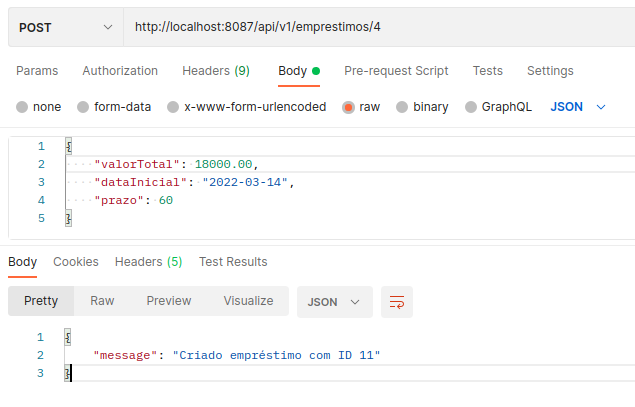 POST http://localhost:8087/api/v1/emprestimos/4
Params Authorization Headers (9) Body Pre-request Script Tests Settings
none form-data x-www-form-urlencoded raw binary GraphQL JSON
1 {
2 "valorTotal": 18000.00,
3 "dataInicial": "2022-03-14",
4 "prazo": 60
5 }
Body Cookies Headers (5) Test Results
Pretty Raw Preview Visualize JSON
1 {
2 "message": "Criado empréstimo com ID 11"
3 }